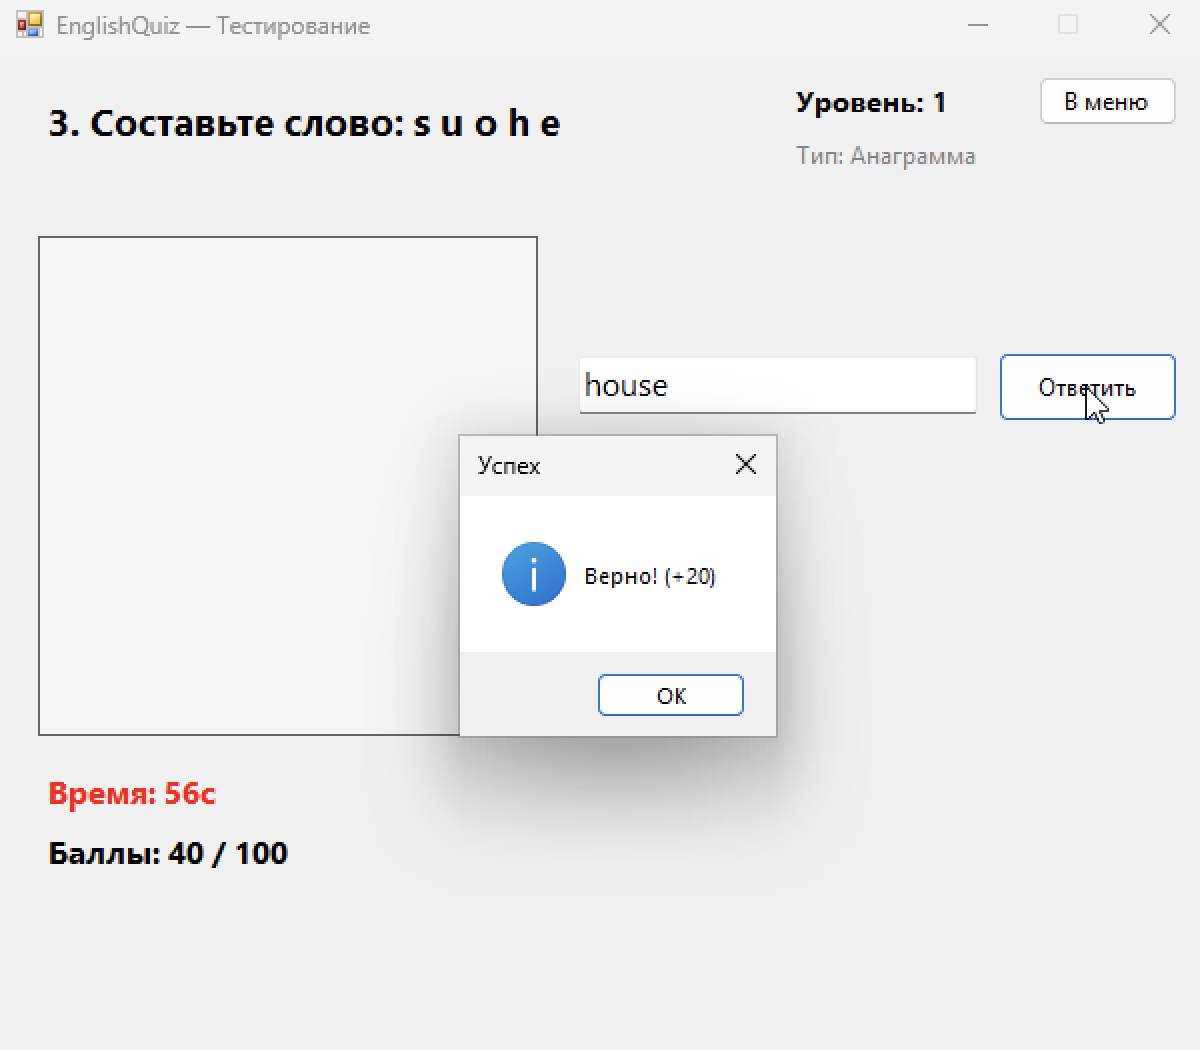 EnglishQuiz — Тестирование
3. Составьте слово: s u o h e
Уровень: 1
В меню
Тип: Анаграмма
house
Ответить
Успех
Верно! (+20)
OK
Время: 56с
Баллы: 40 / 100